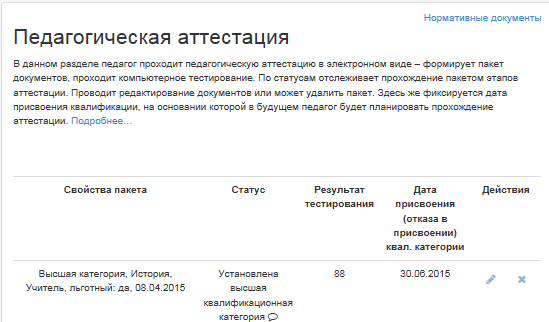 Нормативные документы
Педагогическая аттестация
В данном разделе педагог проходит педагогическую аттестацию в электронном виде – формирует пакет
документов, проходит компьютерное тестирование. По статусам отслеживает прохождение пакетом этапов
аттестации. Проводит редактирование документов или может удалить пакет. Здесь же фиксируется дата
присвоения квалификации, на основании которой в будущем педагог будет планировать прохождение
аттестации. Подробнее...
Свойства пакета
Статус
Результат
тестирования
Дата
присвоения
(отказа в
присвоении)
квал. категории
Действия
Высшая категория, История,
Учитель, льготный: да, 08.04.2015
Установлена
высшая
квалификационная
категория
88
30.06.2015